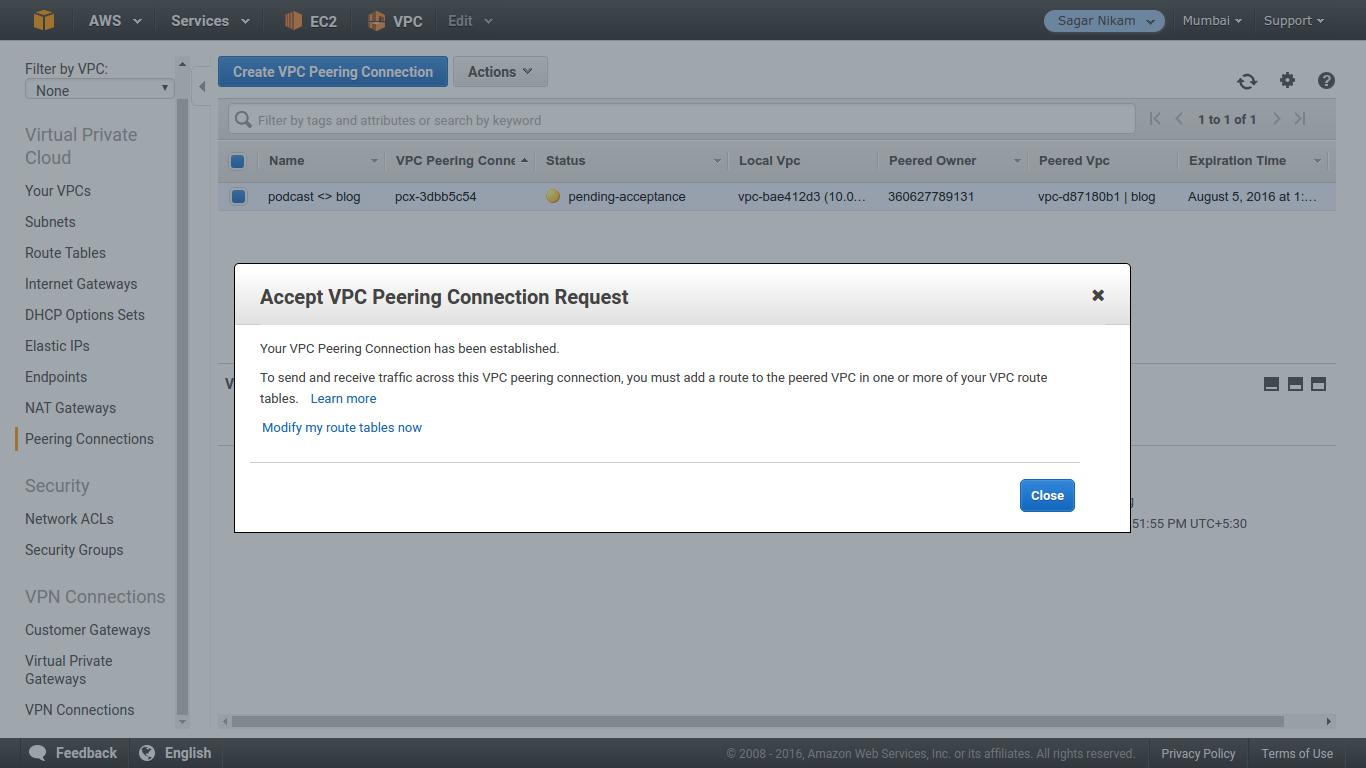 AWS Services EC2 VPC Edit Sagar Nikam Mumbai Support
Filter by VPC:
None
Virtual Private
Cloud
Your VPCs
Subnets
Route Tables
Internet Gateways
DHCP Options Sets
Elastic IPs
Endpoints
NAT Gateways
Peering Connections
Security
Network ACLs
Security Groups
VPN Connections
Customer Gateways
Virtual Private
Gateways
VPN Connections
Create VPC Peering Connection Actions
Filter by tags and attributes or search by keyword 1 to 1 of 1
Name VPC Peering Conne Status Local Vpc Peered Owner Peered Vpc Expiration Time
podcast <> blog pcx-3dbb5c54 pending-acceptance vpc-bae412d3 (10.0... 360627789131 vpc-d87180b1 | blog August 5, 2016 at 1:...
Accept VPC Peering Connection Request
Your VPC Peering Connection has been established.
To send and receive traffic across this VPC peering connection, you must add a route to the peered VPC in one or more of your VPC route
tables. Learn more
Modify my route tables now
Close
51:55 PM UTC+5:30
Feedback English © 2008 - 2016, Amazon Web Services, Inc. or its affiliates. All rights reserved. Privacy Policy Terms of Use